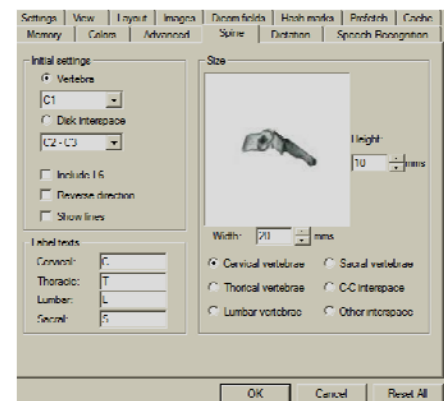 Settings View Layout Images Dicom fields Hash marks Prefetch Cache
Memory Colors Advanced Spine Dictation Speech Recognition
Initial settings
Vertebra
C1
Disk Interspace
C2 - C3
Include L6
Reverse direction
Show lines
Label texts
Cervical: C
Thoracic: T
Lumbar: L
Sacral: S
Size
Height:
10 mms
Width: 20 mms
Cervical vertebrae Sacral vertebrae
Thorical vertebrae C-C interspace
Lumbar vertebrae Other interspace
OK Cancel Reset All